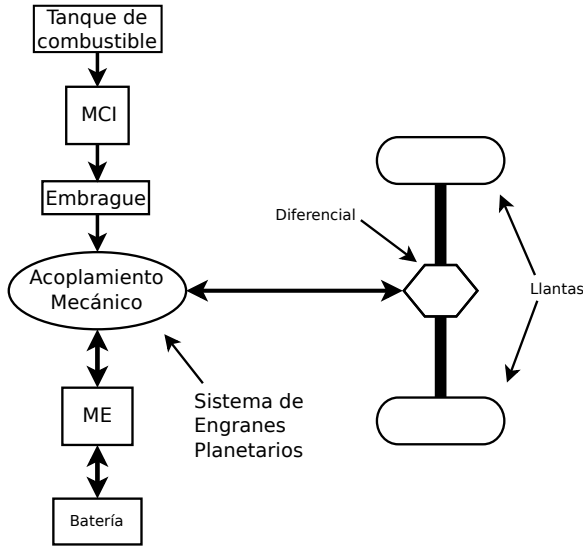 Tanque de
combustible
MCI
Embrague
Diferencial
Acoplamiento
Mecánico
Llantas
ME
Sistema de
Engranes
Planetarios
Batería